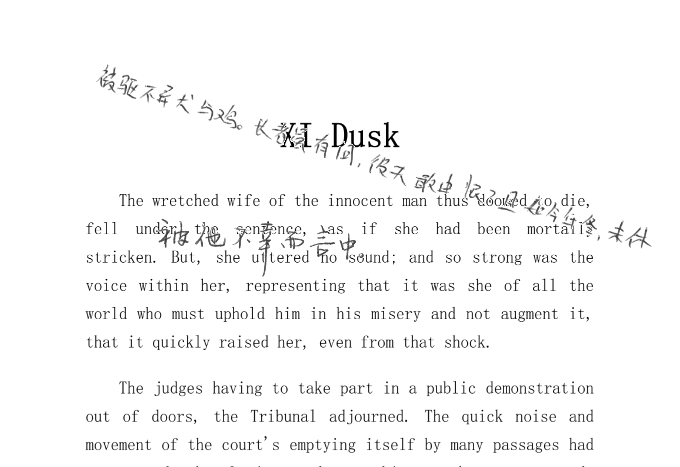 被驱不异犬与鸡。长者虽有问,役夫敢申恨?且如今年冬,未休
XI Dusk
The wretched wife of the innocent man thus doomed to die,
被他不幸而言中。
fell under the sentence, as if she had been mortally
stricken. But, she uttered no sound; and so strong was the
voice within her, representing that it was she of all the
world who must uphold him in his misery and not augment it,
that it quickly raised her, even from that shock.
The judges having to take part in a public demonstration
out of doors, the Tribunal adjourned. The quick noise and
movement of the court's emptying itself by many passages had